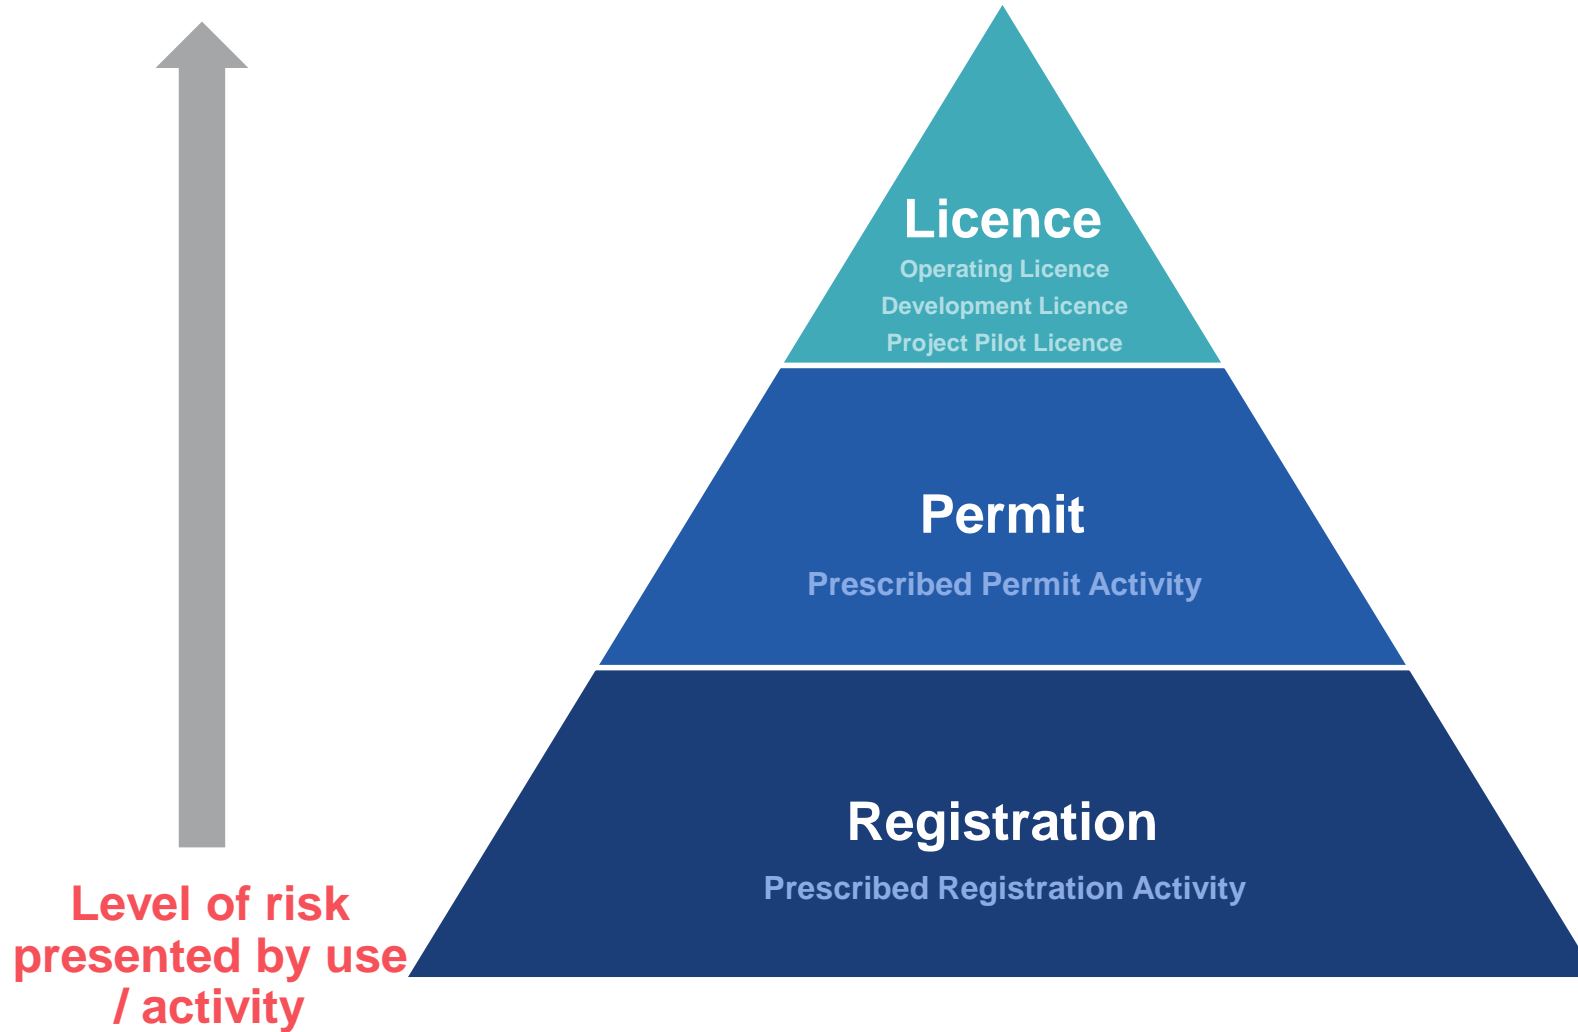 Licence
Operating Licence
Development Licence
Project Pilot Licence
Permit
Prescribed Permit Activity
Registration
Prescribed Registration Activity
Level of risk
presented by use
/ activity